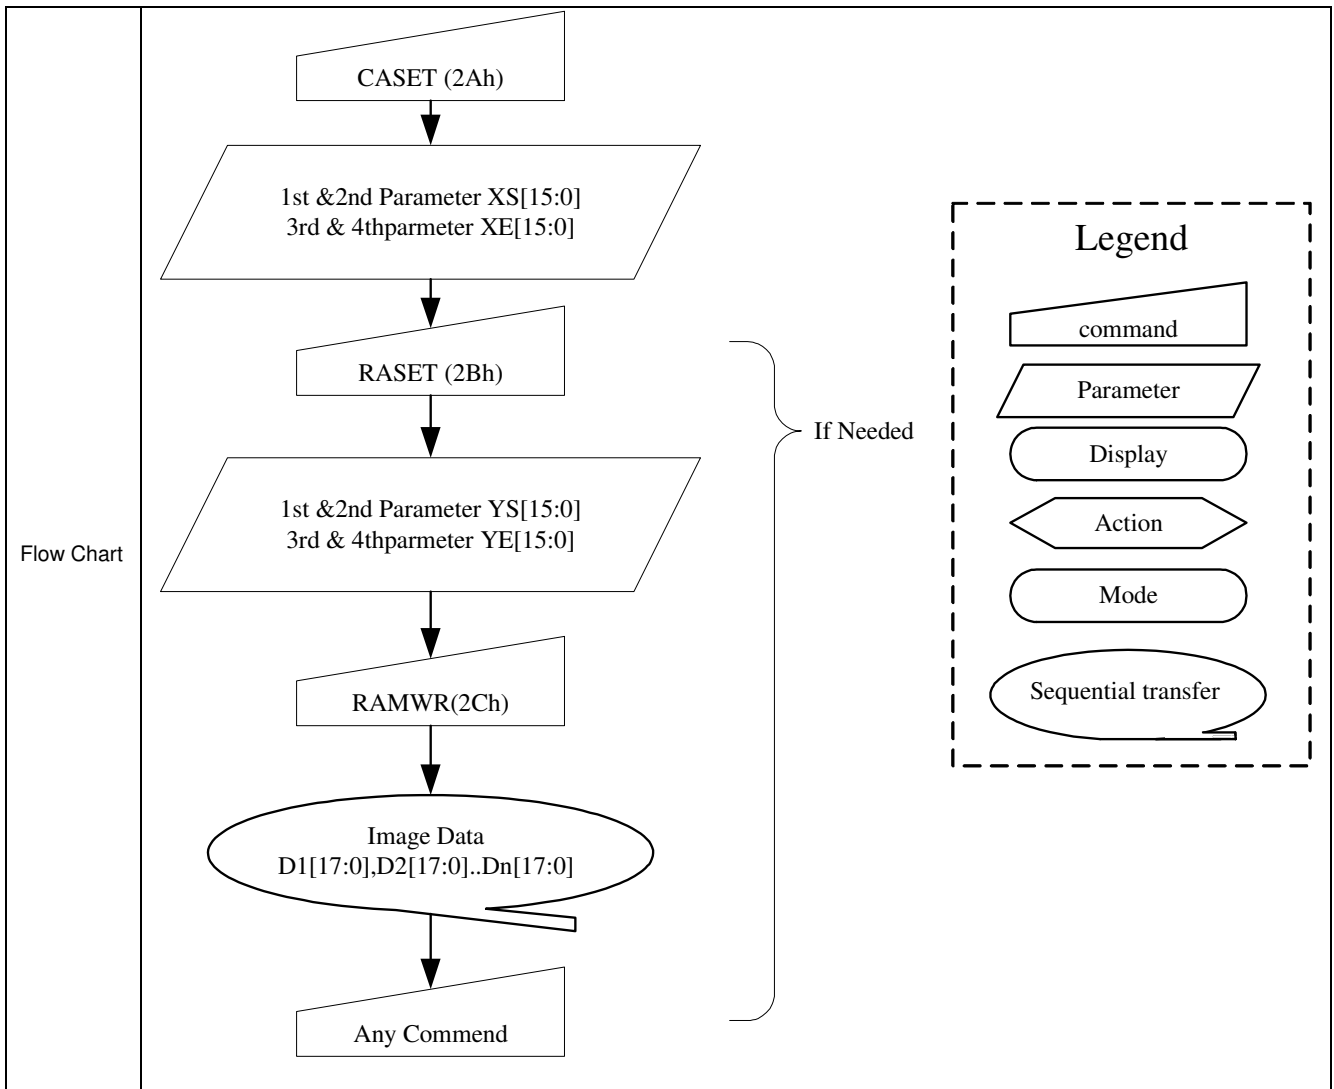 Flow Chart
CASET (2Ah)
1st &2nd Parameter XS[15:0]
3rd & 4thparmeter XE[15:0]
RASET (2Bh)
1st &2nd Parameter YS[15:0]
3rd & 4thparmeter YE[15:0]
RAMWR(2Ch)
Image Data
D1[17:0],D2[17:0]..Dn[17:0]
Any Commend
If Needed
Legend
command
Parameter
Display
Action
Mode
Sequential transfer